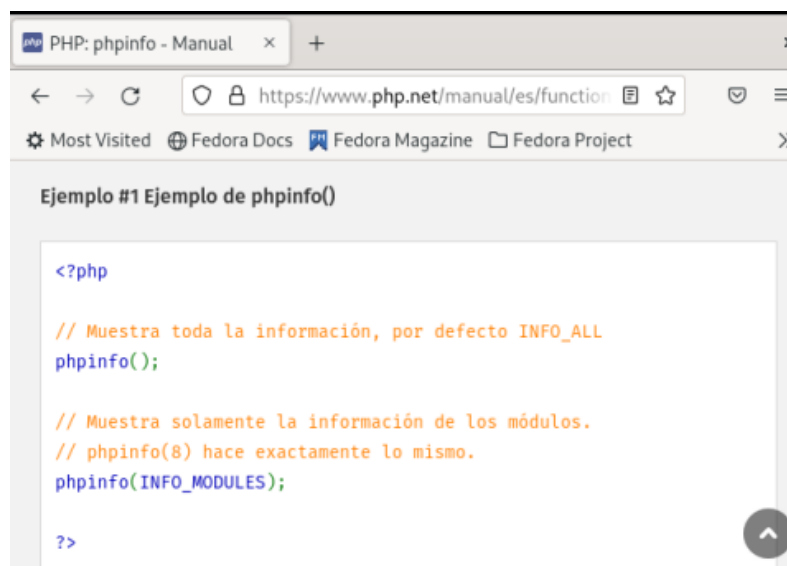 php PHP: phpinfo - Manual
https://www.php.net/manual/es/function
Most Visited Fedora Docs Fedora Magazine Fedora Project
Ejemplo #1 Ejemplo de phpinfo()
<?php
// Muestra toda la información, por defecto INFO_ALL
phpinfo();
// Muestra solamente la información de los módulos.
// phpinfo(8) hace exactamente lo mismo.
phpinfo(INFO_MODULES);
?>